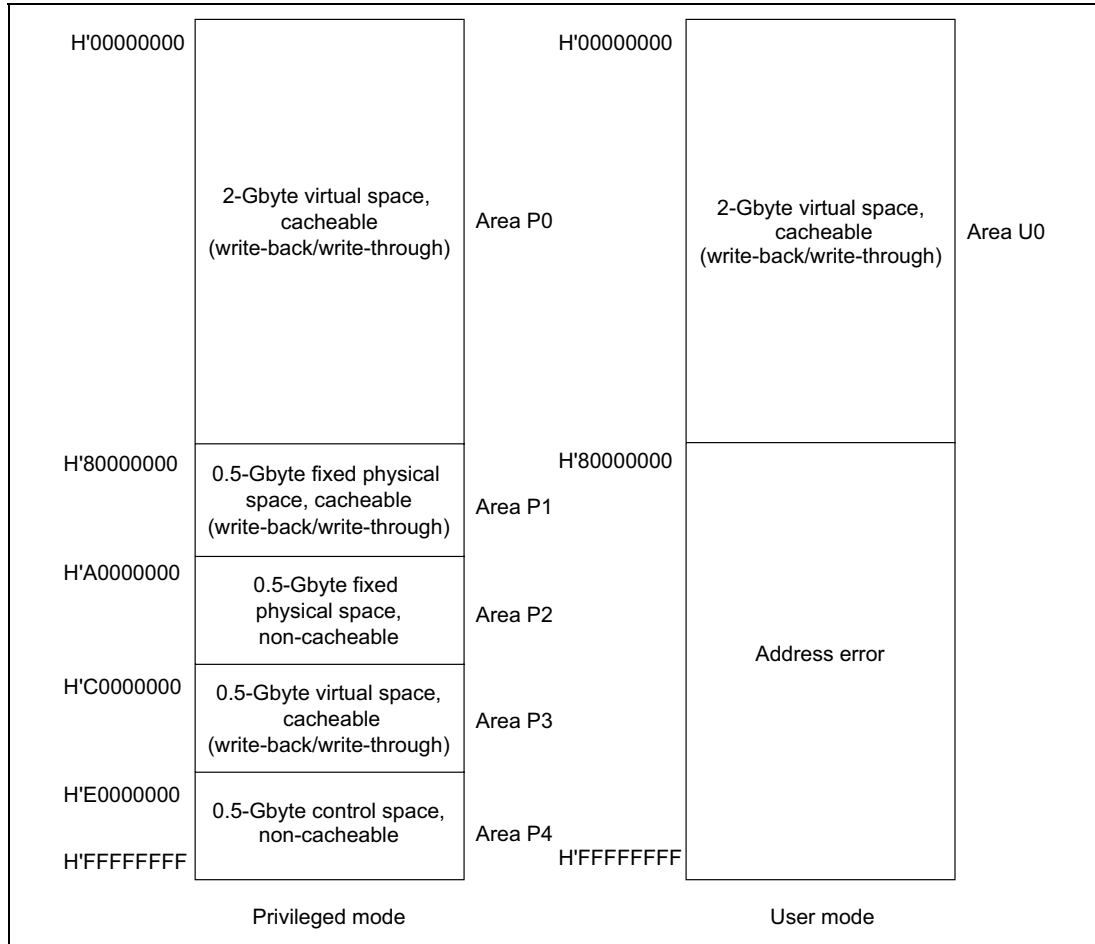 H'00000000
2-Gbyte virtual space,
cacheable
(write-back/write-through)
Area P0
H'80000000
0.5-Gbyte fixed physical
space, cacheable
(write-back/write-through)
Area P1
H'A0000000
0.5-Gbyte fixed
physical space,
non-cacheable
Area P2
H'C0000000
0.5-Gbyte virtual space,
cacheable
(write-back/write-through)
Area P3
H'E0000000
0.5-Gbyte control space,
non-cacheable
Area P4
H'FFFFFFFF
Privileged mode
H'00000000
2-Gbyte virtual space,
cacheable
(write-back/write-through)
Area U0
H'80000000
Address error
H'FFFFFFFF
User mode